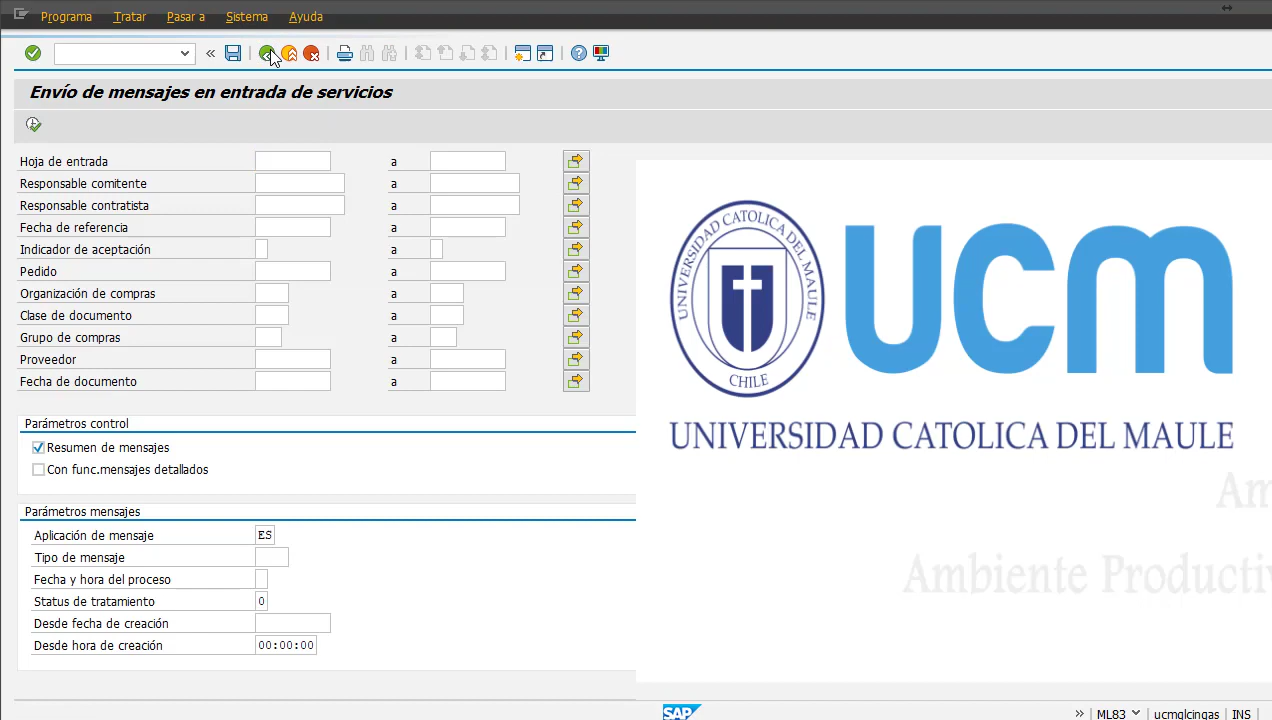 Programa Tratar Pasar a Sistema Ayuda
Envío de mensajes en entrada de servicios
Hoja de entrada a
Responsable comitente a
Responsable contratista a
Fecha de referencia a
Indicador de aceptación a
Pedido a
Organización de compras a
Clase de documento a
Grupo de compras a
Proveedor a
Fecha de documento a
UNIVERSIDAD CATOLICA DEL MAULE
CHILE
ucm
UNIVERSIDAD CATOLICA DEL MAULE
Parámetros control
Resumen de mensajes
Con func.mensajes detallados
Parámetros mensajes
Aplicación de mensaje ES
Tipo de mensaje
Fecha y hora del proceso
Status de tratamiento 0
Desde fecha de creación
Desde hora de creación 00:00:00
Am
Ambiente Productiv
SAP » ML83 ucmglcingas INS